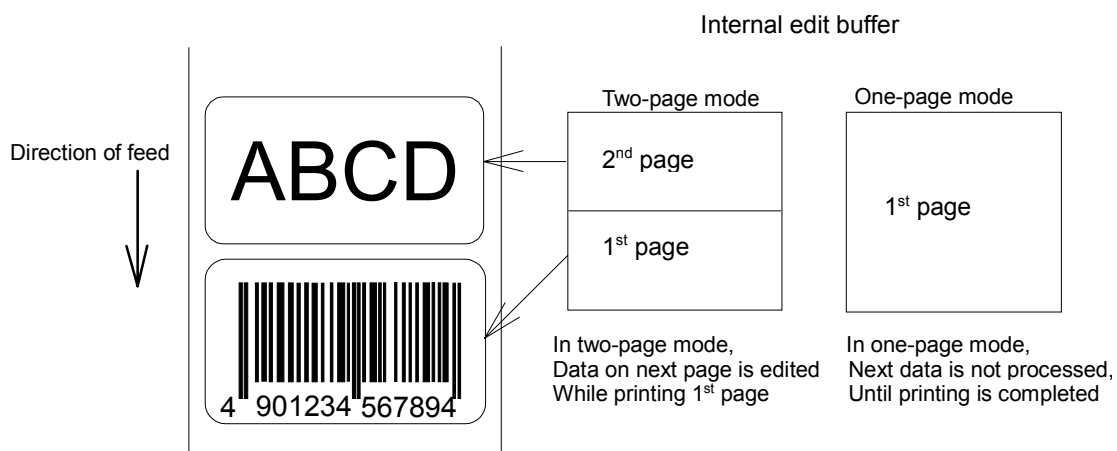 Internal edit buffer
Two-page mode
One-page mode
Direction of feed
ABCD
2nd page
1st page
1st page
4 901234 567894
In two-page mode,
Data on next page is edited
While printing 1st page
In one-page mode,
Next data is not processed,
Until printing is completed